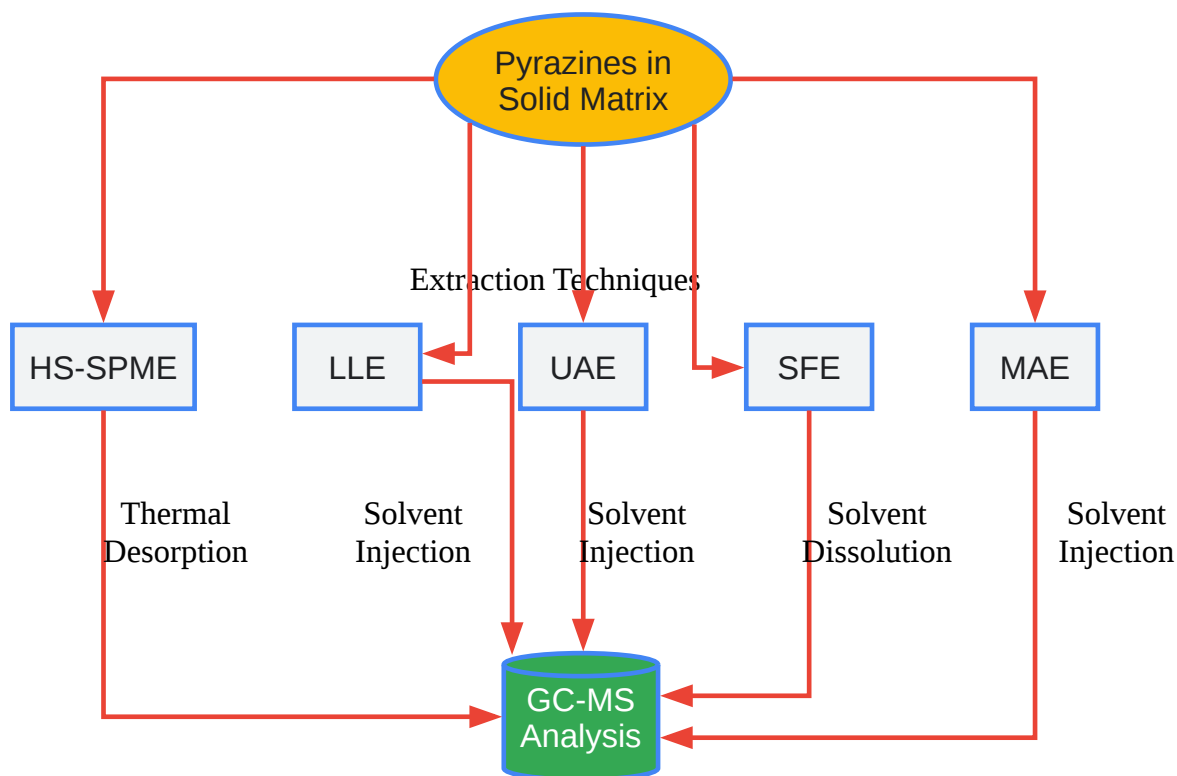 Pyrazines in
Solid Matrix
Extraction Techniques
HS-SPME
LLE
UAE
SFE
MAE
Thermal
Desorption
Solvent
Injection
Solvent
Injection
Solvent
Dissolution
Solvent
Injection
GC-MS
Analysis